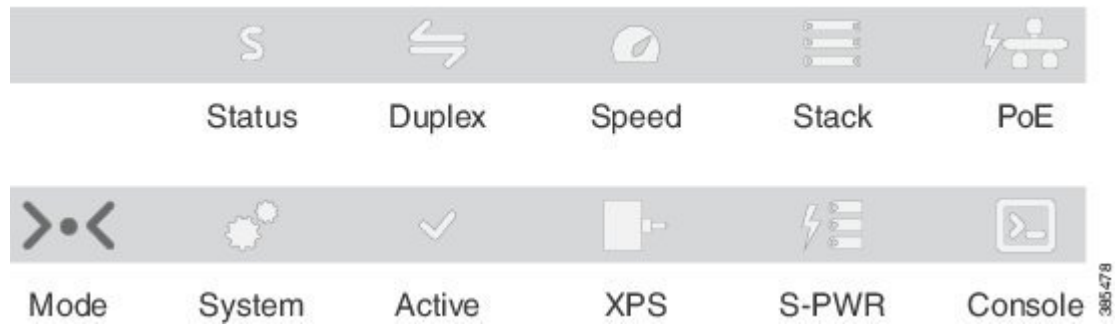 S
Status Duplex Speed Stack PoE
Mode System Active XPS S-PWR Console
385478